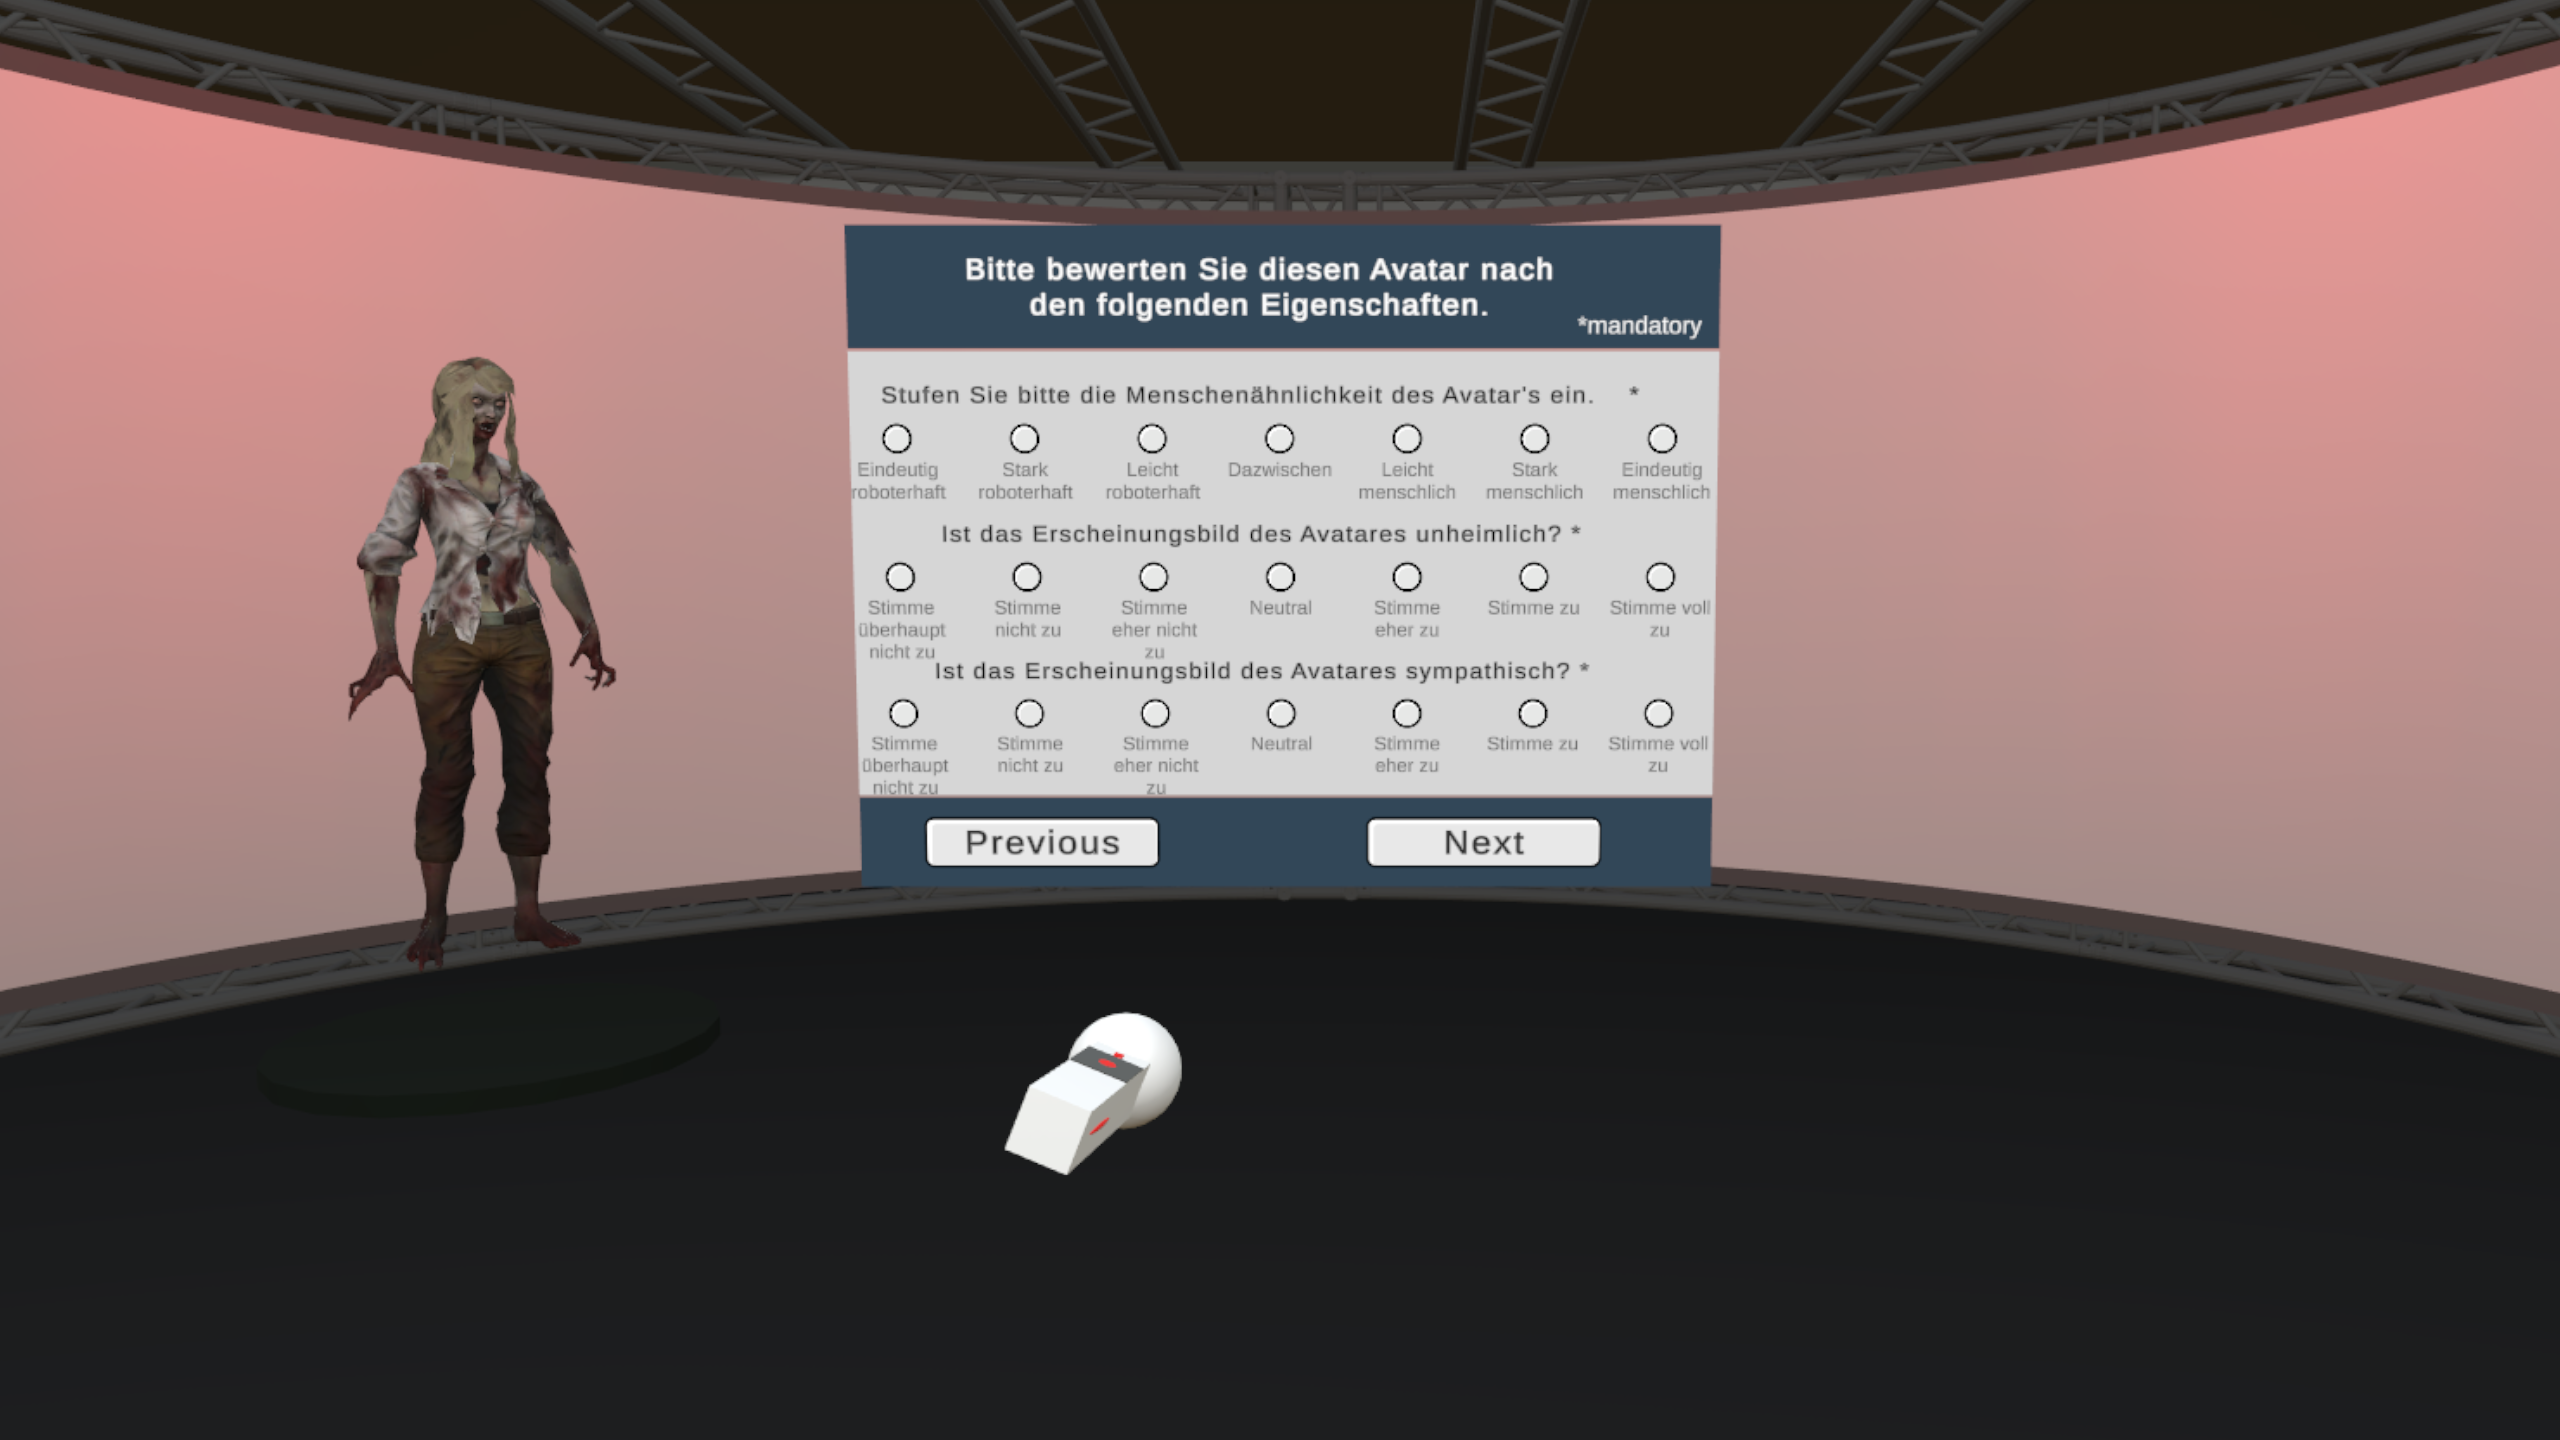 Bitte bewerten Sie diesen Avatar nach
den folgenden Eigenschaften.
*mandatory
Stufen Sie bitte die Menschenähnlichkeit des Avatar's ein. *
Eindeutig roboterhaft
Stark roboterhaft
Leicht roboterhaft
Dazwischen
Leicht menschlich
Stark menschlich
Eindeutig menschlich
Ist das Erscheinungsbild des Avatares unheimlich? *
Stimme überhaupt nicht zu
Stimme nicht zu
Stimme eher nicht zu
Neutral
Stimme eher zu
Stimme zu
Stimme voll zu
Ist das Erscheinungsbild des Avatares sympathisch? *
Stimme überhaupt nicht zu
Stimme nicht zu
Stimme eher nicht zu
Neutral
Stimme eher zu
Stimme zu
Stimme voll zu
Previous
Next